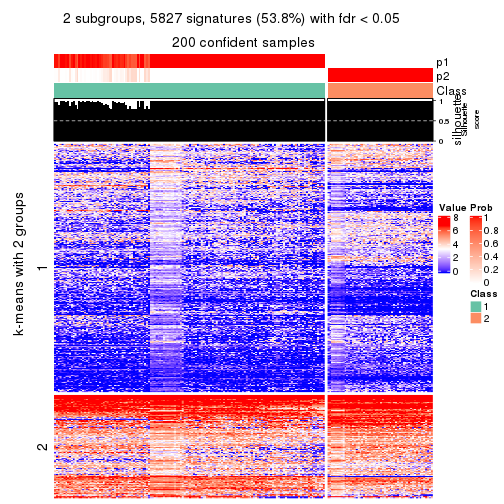 2 subgroups, 5827 signatures (53.8%) with fdr < 0.05
200 confident samples
p1
p2
Class
silhouette
Silhouette
score
1
0.5
0
k-means with 2 groups
1
2
Value
8
6
4
2
0
Prob
1
0.8
0.6
0.4
0.2
0
Class
1
2